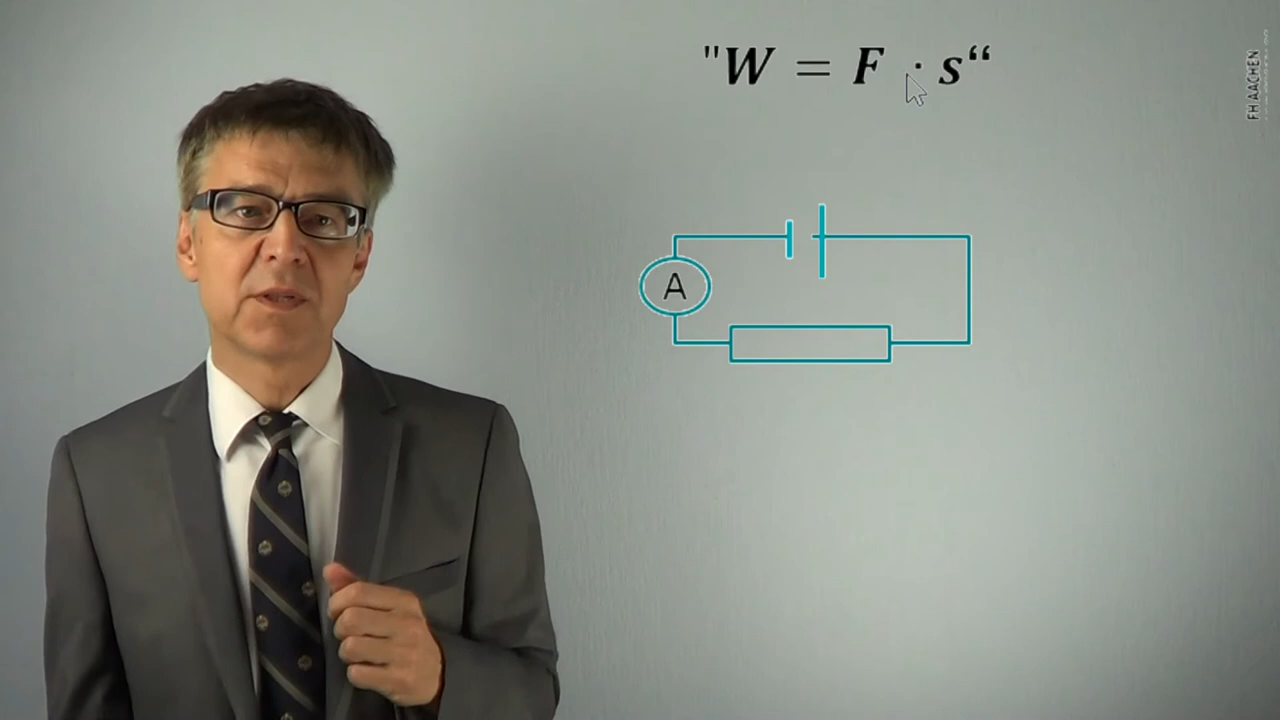 "W = F · s“
A
FH AACHEN